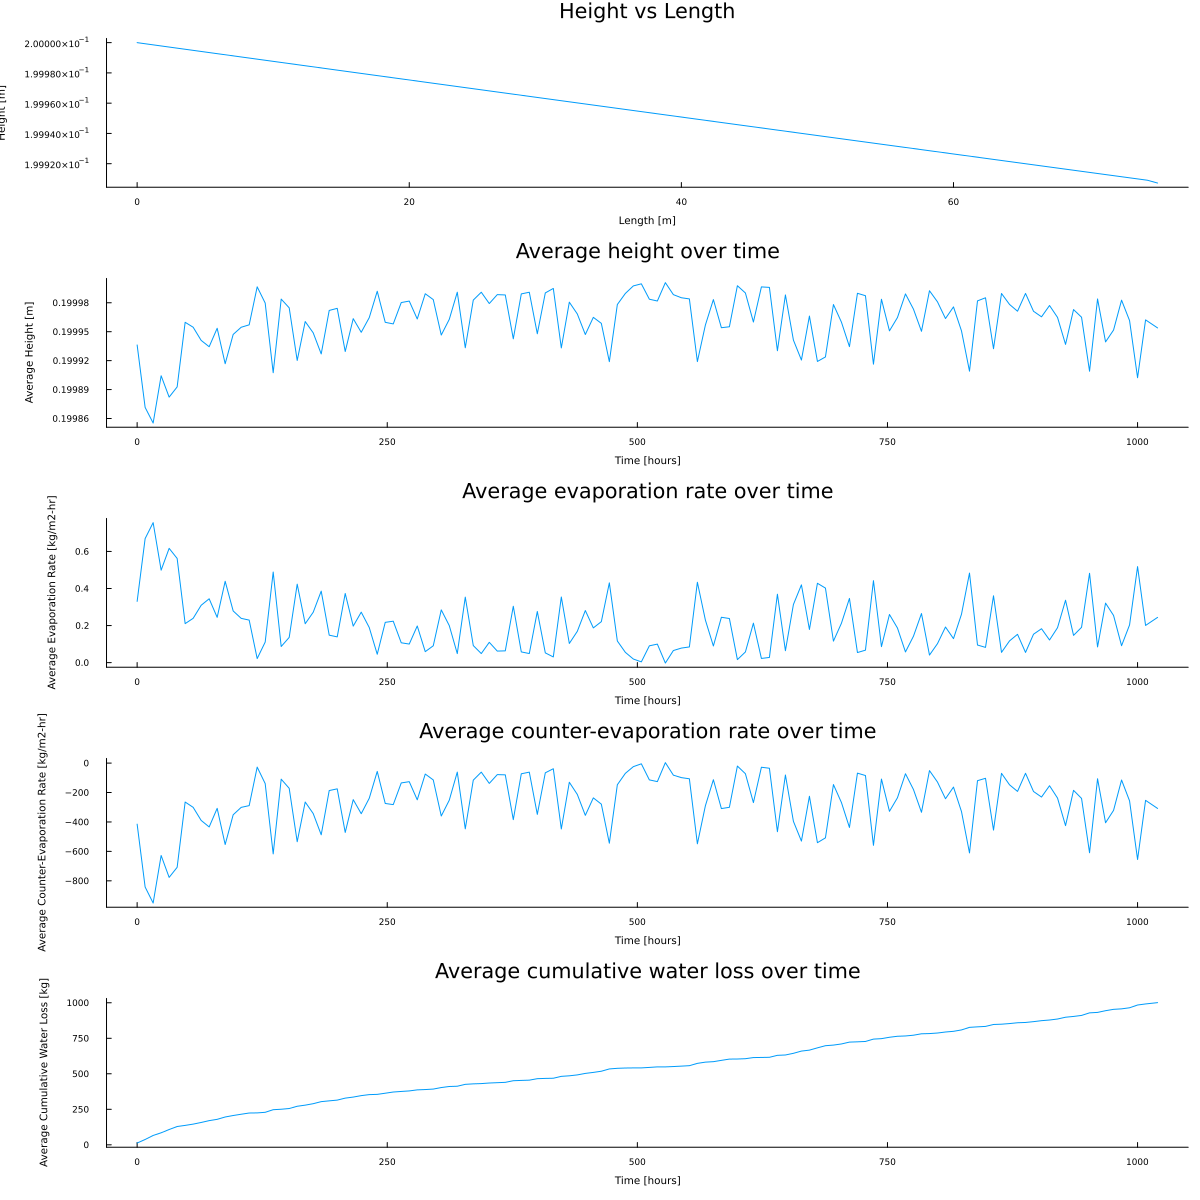 Height vs Length
Height [m]
2.00000×10⁻¹
1.99980×10⁻¹
1.99960×10⁻¹
1.99940×10⁻¹
1.99920×10⁻¹
0 20 40 60
Length [m]
Average height over time
Average Height [m]
0.19998
0.19995
0.19992
0.19989
0.19986
0 250 500 750 1000
Time [hours]
Average evaporation rate over time
Average Evaporation Rate [kg/m2-hr]
0.6
0.4
0.2
0.0
0 250 500 750 1000
Time [hours]
Average counter-evaporation rate over time
Average Counter-Evaporation Rate [kg/m2-hr]
0
−200
−400
−600
−800
0 250 500 750 1000
Time [hours]
Average cumulative water loss over time
Average Cumulative Water Loss [kg]
1000
750
500
250
0
0 250 500 750 1000
Time [hours]